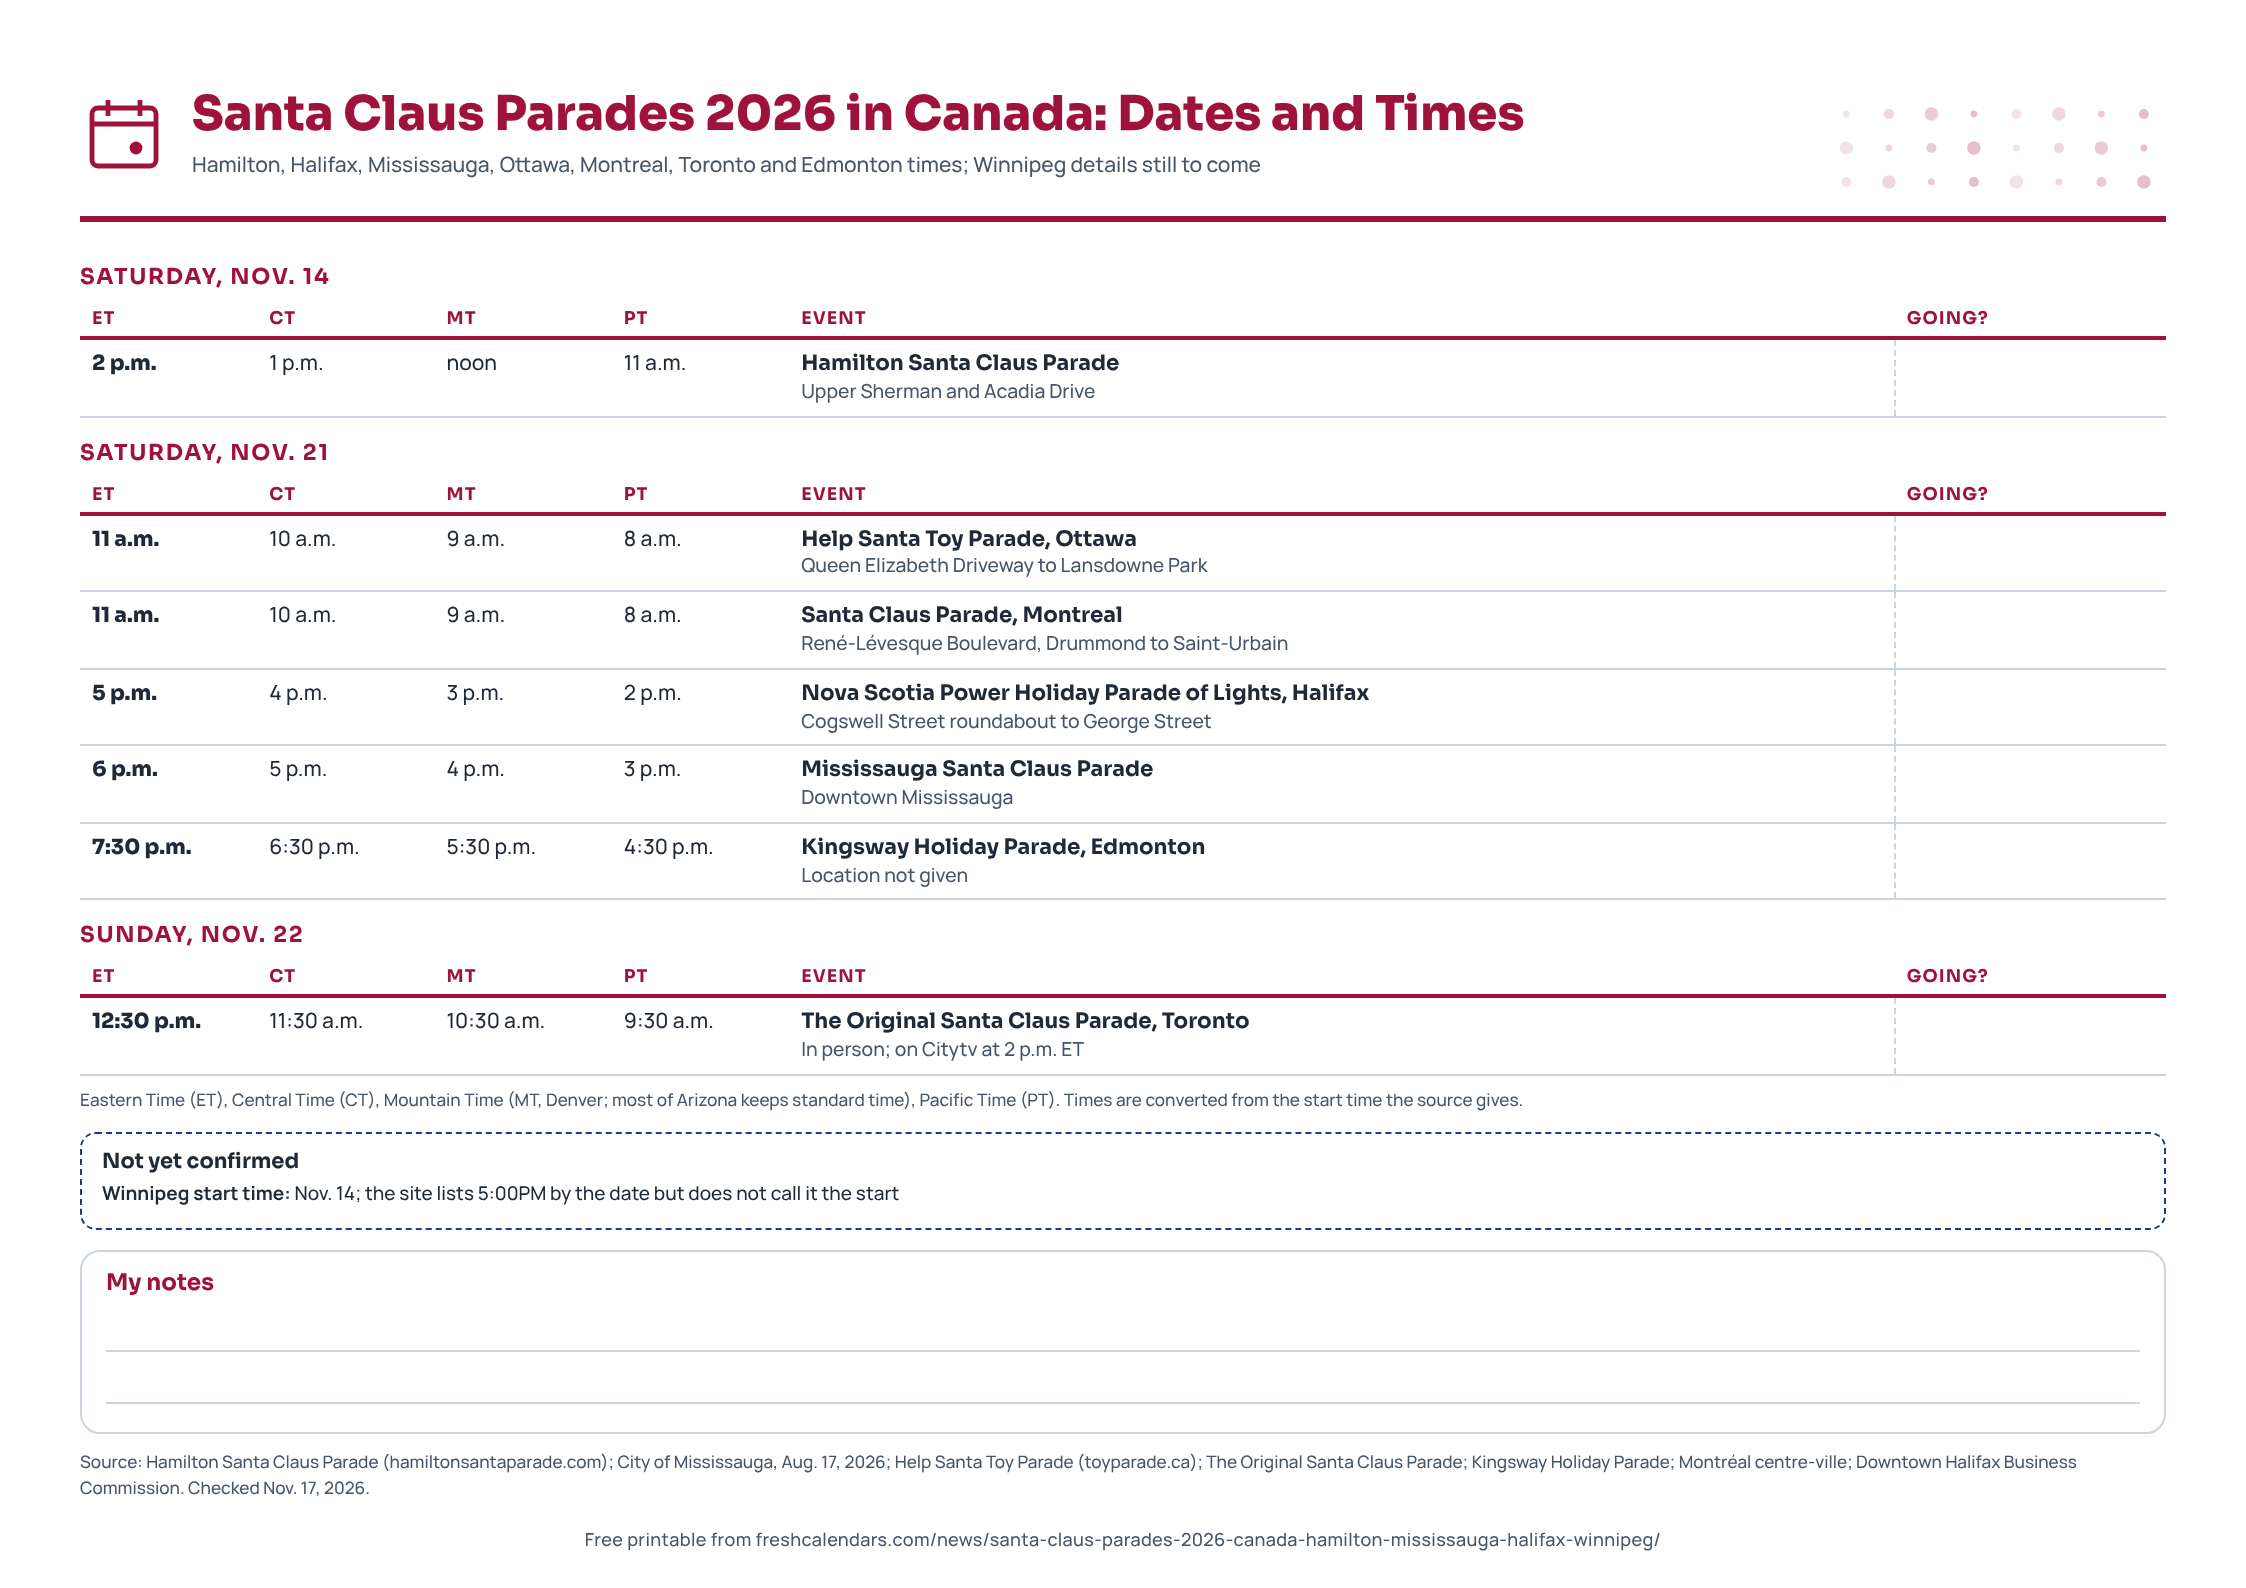 Santa Claus Parades 2026 in Canada: Dates and Times
Hamilton, Halifax, Mississauga, Ottawa, Montreal, Toronto and Edmonton times; Winnipeg details still to come
SATURDAY, NOV. 14
ET CT MT PT EVENT GOING?
2 p.m. 1 p.m. noon 11 a.m. Hamilton Santa Claus Parade
Upper Sherman and Acadia Drive
SATURDAY, NOV. 21
ET CT MT PT EVENT GOING?
11 a.m. 10 a.m. 9 a.m. 8 a.m. Help Santa Toy Parade, Ottawa
Queen Elizabeth Driveway to Lansdowne Park
11 a.m. 10 a.m. 9 a.m. 8 a.m. Santa Claus Parade, Montreal
René-Lévesque Boulevard, Drummond to Saint-Urbain
5 p.m. 4 p.m. 3 p.m. 2 p.m. Nova Scotia Power Holiday Parade of Lights, Halifax
Cogswell Street roundabout to George Street
6 p.m. 5 p.m. 4 p.m. 3 p.m. Mississauga Santa Claus Parade
Downtown Mississauga
7:30 p.m. 6:30 p.m. 5:30 p.m. 4:30 p.m. Kingsway Holiday Parade, Edmonton
Location not given
SUNDAY, NOV. 22
ET CT MT PT EVENT GOING?
12:30 p.m. 11:30 a.m. 10:30 a.m. 9:30 a.m. The Original Santa Claus Parade, Toronto
In person; on Citytv at 2 p.m. ET
Eastern Time (ET), Central Time (CT), Mountain Time (MT, Denver; most of Arizona keeps standard time), Pacific Time (PT). Times are converted from the start time the source gives.
Not yet confirmed
Winnipeg start time: Nov. 14; the site lists 5:00PM by the date but does not call it the start
My notes
Source: Hamilton Santa Claus Parade (hamiltonsantaparade.com); City of Mississauga, Aug. 17, 2026; Help Santa Toy Parade (toyparade.ca); The Original Santa Claus Parade; Kingsway Holiday Parade; Montréal centre-ville; Downtown Halifax Business
Commission. Checked Nov. 17, 2026.
Free printable from freshcalendars.com/news/santa-claus-parades-2026-canada-hamilton-mississauga-halifax-winnipeg/